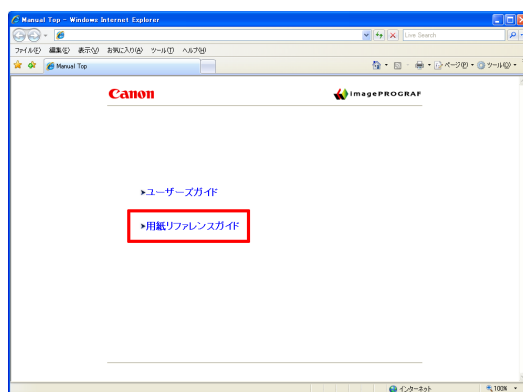 Manual Top - Windows Internet Explorer
Live Search
ファイル(F) 編集(E) 表示(V) お気に入り(A) ツール(T) ヘルプ(H)
Manual Top
ページ(P) ツール(O)
Canon
imagePROGRAF
ユーザーズガイド
用紙リファレンスガイド
インターネット
100%